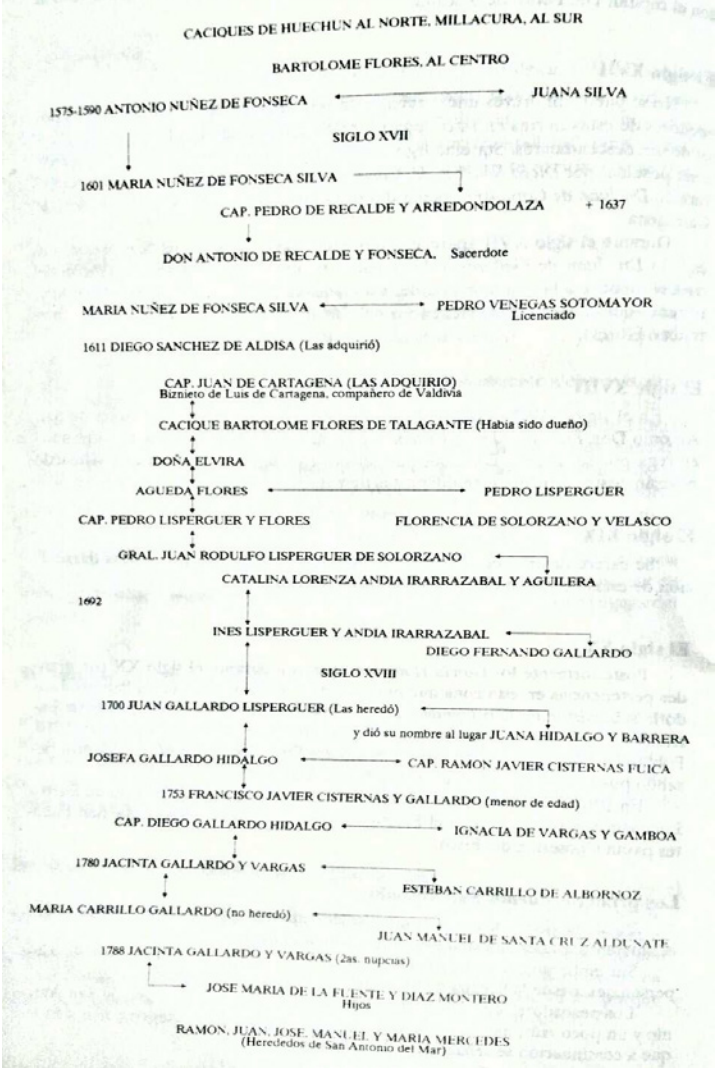 CACIQUES DE HUECHUN AL NORTE, MILLACURA, AL SUR
BARTOLOME FLORES, AL CENTRO
1575-1590 ANTONIO NUÑEZ DE FONSECA JUANA SILVA
SIGLO XVII
1601 MARIA NUÑEZ DE FONSECA SILVA
CAP. PEDRO DE RECALDE Y ARREDONDOLAZA + 1637
DON ANTONIO DE RECALDE Y FONSECA. Sacerdote
MARIA NUÑEZ DE FONSECA SILVA PEDRO VENEGAS SOTOMAYOR
Licenciado
1611 DIEGO SANCHEZ DE ALDISA (Las adquirió)
CAP. JUAN DE CARTAGENA (LAS ADQUIRIO)
Biznieto de Luis de Cartagena, compañero de Valdivia
CACIQUE BARTOLOME FLORES DE TALAGANTE (Habia sido dueño)
DOÑA ELVIRA
AGUEDA FLORES PEDRO LISPERGUER
CAP. PEDRO LISPERGUER Y FLORES FLORENCIA DE SOLORZANO Y VELASCO
GRAL. JUAN RODULFO LISPERGUER DE SOLORZANO
CATALINA LORENZA ANDIA IRARRAZABAL Y AGUILERA
1692
INES LISPERGUER Y ANDIA IRARRAZABAL
DIEGO FERNANDO GALLARDO
SIGLO XVIII
1700 JUAN GALLARDO LISPERGUER (Las heredó)
y dió su nombre al lugar JUANA HIDALGO Y BARRERA
JOSEFA GALLARDO HIDALGO CAP. RAMON JAVIER CISTERNAS FUICA
1753 FRANCISCO JAVIER CISTERNAS Y GALLARDO (menor de edad)
CAP. DIEGO GALLARDO HIDALGO IGNACIA DE VARGAS Y GAMBOA
1780 JACINTA GALLARDO Y VARGAS
ESTEBAN CARRILLO DE ALBORNOZ
MARIA CARRILLO GALLARDO (no heredó)
JUAN MANUEL DE SANTA CRUZ ALDUNATE
1788 JACINTA GALLARDO Y VARGAS (2as. nupcias)
JOSE MARIA DE LA FUENTE Y DIAZ MONTERO
Hijos
RAMON, JUAN, JOSE, MANUEL Y MARIA MERCEDES
(Herededos de San Antonio del Mar)